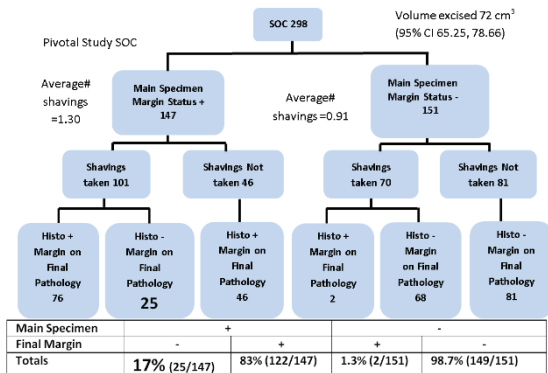 SOC 298
Volume excised 72 cm³
(95% CI 65.25, 78.66)
Pivotal Study SOC
Average#
shavings
=1.30
Main Specimen
Margin Status +
147
Average#
shavings =0.91
Main Specimen
Margin Status -
151
Shavings
taken 101
Shavings
Not taken 46
Shavings
taken 70
Shavings Not
taken 81
Histo +
Margin on
Final
Pathology
76
Histo -
Margin on
Final
Pathology
25
Histo +
Margin on
Final
Pathology
46
Histo +
Margin on
Final
Pathology
2
Histo -
Margin
on Final
Pathology
68
Histo -
Margin on
Final
Pathology
81
Main Specimen + -
Final Margin - + + -
Totals 17% (25/147) 83% (122/147) 1.3% (2/151) 98.7% (149/151)